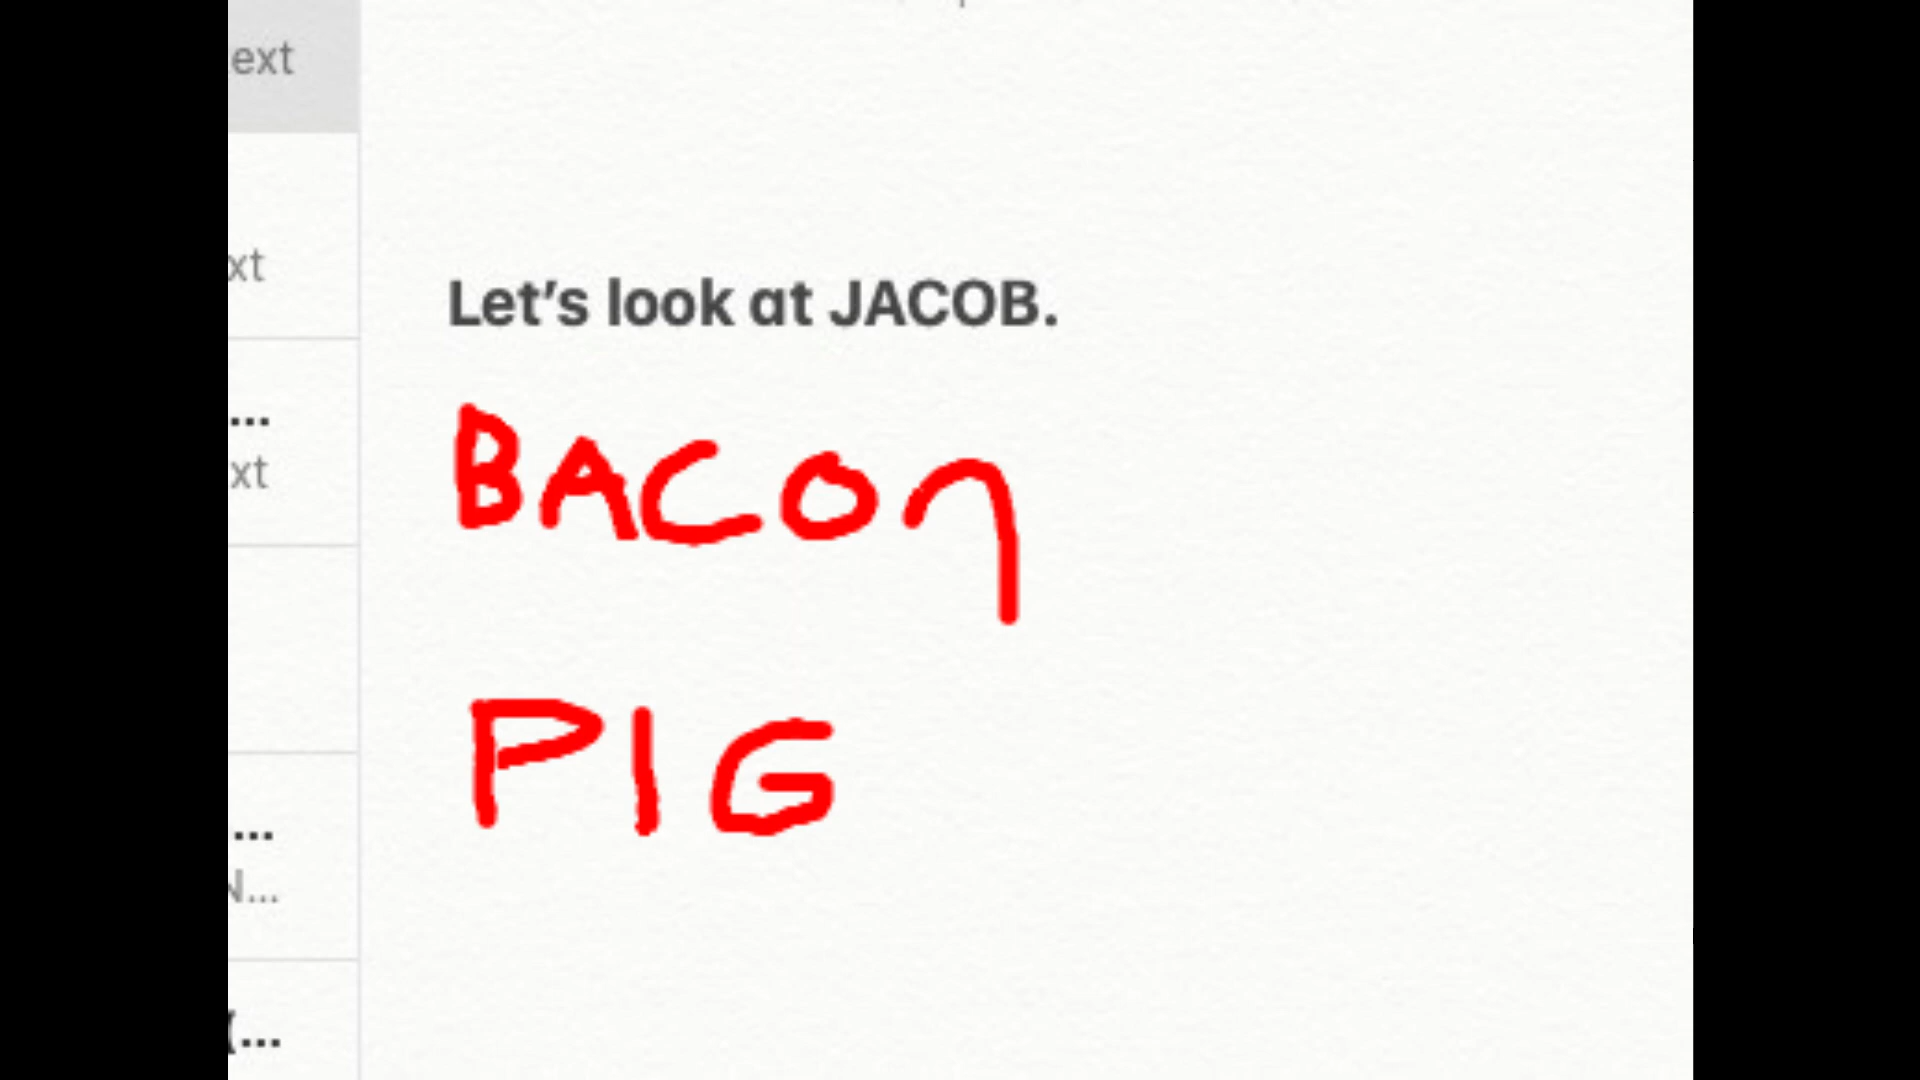 ext
xt
Let's look at JACOB.
...
BACOn
xt
PIG
...
N...
(...